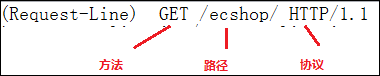 (Request-Line) GET /ecshop/ HTTP/1.1
方法 路径 协议